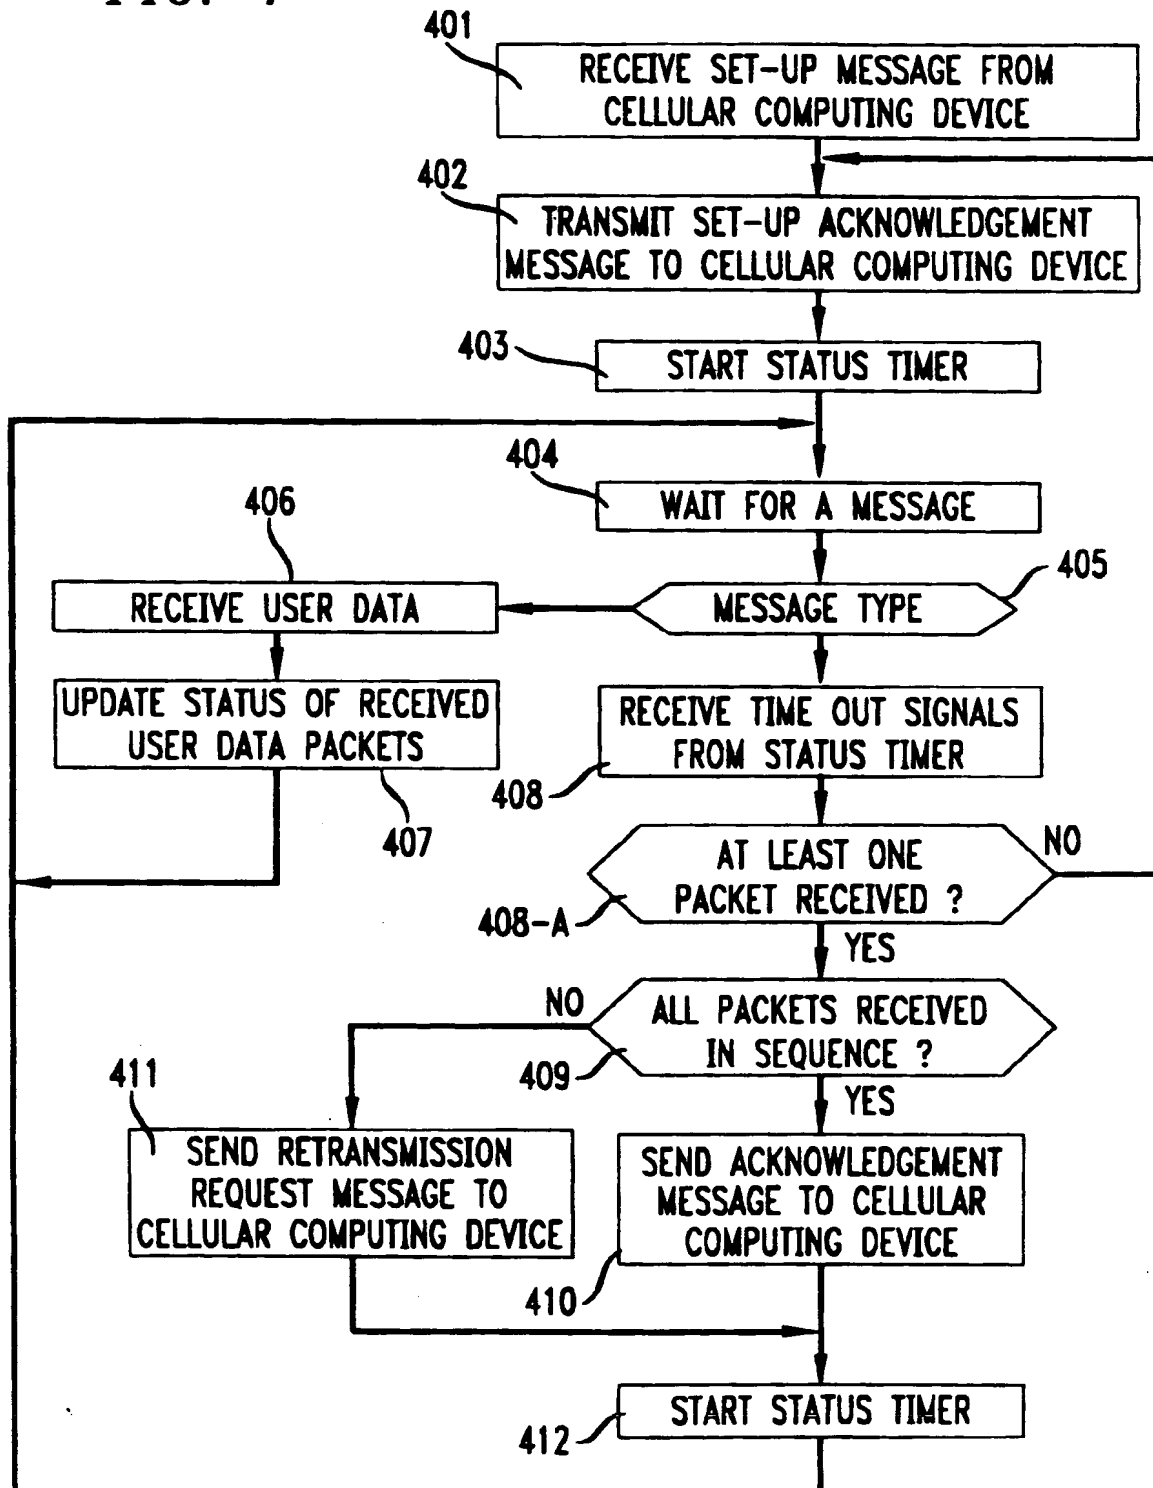 401
RECEIVE SET-UP MESSAGE FROM
CELLULAR COMPUTING DEVICE
402
TRANSMIT SET-UP ACKNOWLEDGEMENT
MESSAGE TO CELLULAR COMPUTING DEVICE
403
START STATUS TIMER
404
WAIT FOR A MESSAGE
405
MESSAGE TYPE
406
RECEIVE USER DATA
UPDATE STATUS OF RECEIVED
USER DATA PACKETS
407
RECEIVE TIME OUT SIGNALS
FROM STATUS TIMER
408
AT LEAST ONE
PACKET RECEIVED ?
NO
408-A
YES
ALL PACKETS RECEIVED
IN SEQUENCE ?
NO
409
YES
411
SEND RETRANSMISSION
REQUEST MESSAGE TO
CELLULAR COMPUTING DEVICE
SEND ACKNOWLEDGEMENT
MESSAGE TO CELLULAR
COMPUTING DEVICE
410
START STATUS TIMER
412